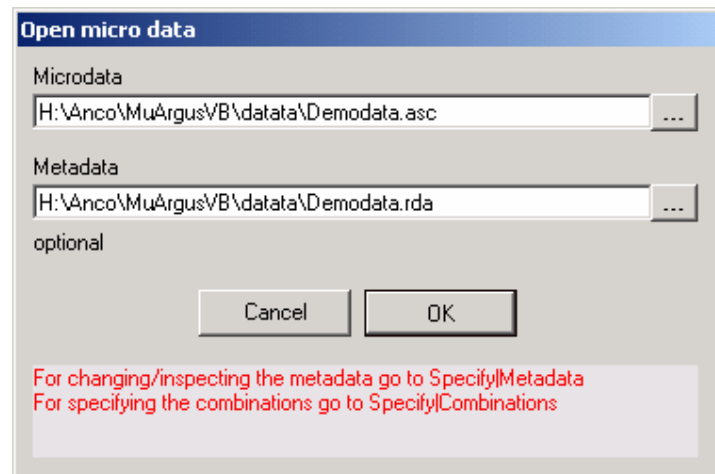 Open micro data
Microdata
H:\Anco\MuArgusVB\datata\Demodata.asc
...
Metadata
H:\Anco\MuArgusVB\datata\Demodata.rda
...
optional
Cancel OK
For changing/inspecting the metadata go to Specify|Metadata
For specifying the combinations go to Specify|Combinations